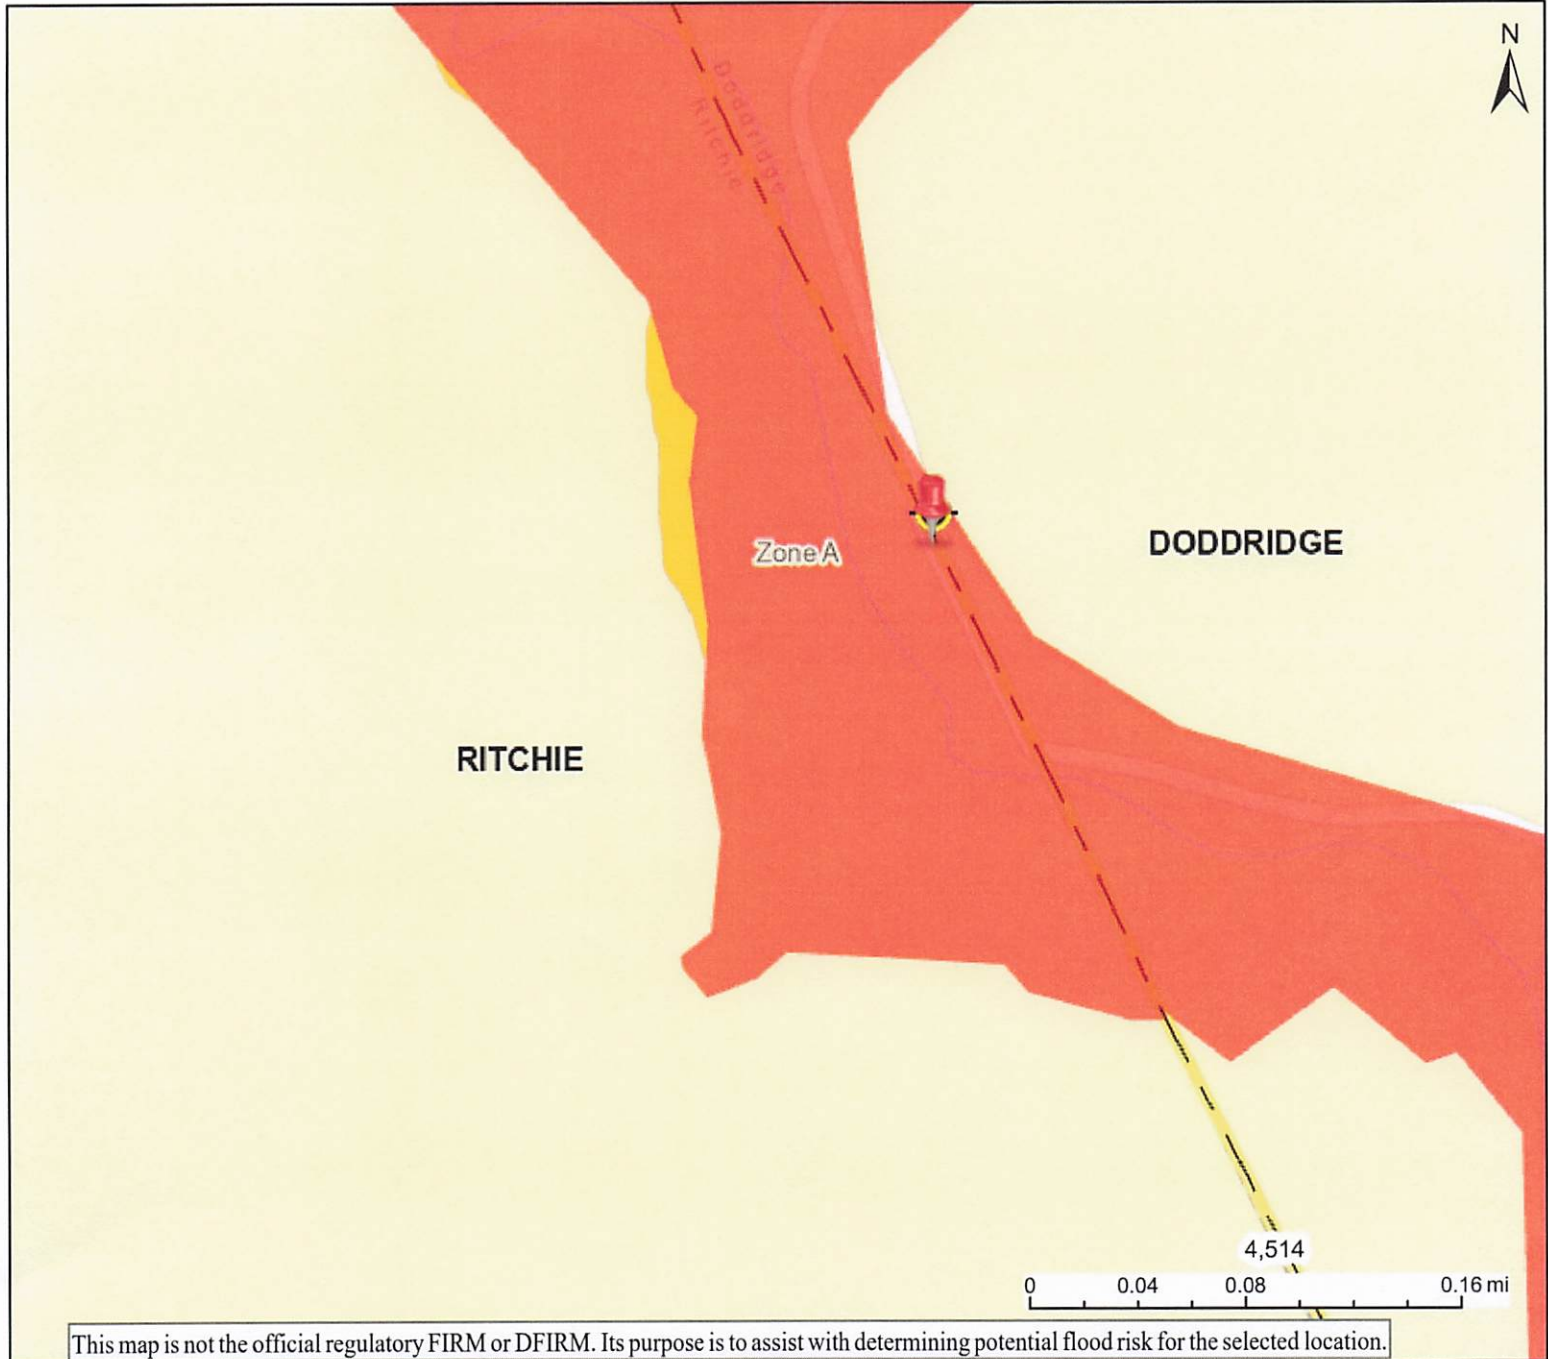 N
Doddridge
Ritchie
Zone A
DODDRIDGE
RITCHIE
4,514
0 0.04 0.08 0.16 mi
This map is not the official regulatory FIRM or DFIRM. Its purpose is to assist with determining potential flood risk for the selected location.